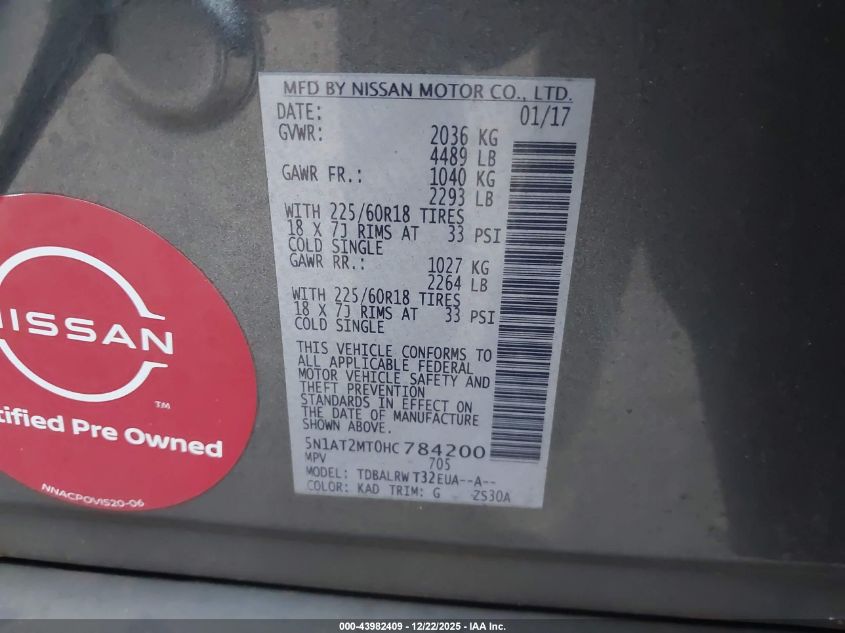 MFD BY NISSAN MOTOR CO., LTD.
DATE: 01/17
GVWR: 2036 KG
4489 LB
GAWR FR.: 1040 KG
2293 LB
WITH 225/60R18 TIRES
18 X 7J RIMS AT 33 PSI
COLD SINGLE
GAWR RR.: 1027 KG
2264 LB
WITH 225/60R18 TIRES
18 X 7J RIMS AT 33 PSI
COLD SINGLE
THIS VEHICLE CONFORMS TO
ALL APPLICABLE FEDERAL
MOTOR VEHICLE SAFETY AND
THEFT PREVENTION
STANDARDS IN EFFECT ON
THE DATE OF MANUFACTURE
SHOWN ABOVE.
5N1AT2MT0HC784200
MPV 705
MODEL: TDBALRW T32EUA--A--
COLOR: KAD TRIM: G ZS30A
NISSAN
TM
tified Pre Owned
NNACPOVIS20-06
000-43982409 - 12/22/2025 - IAA Inc.